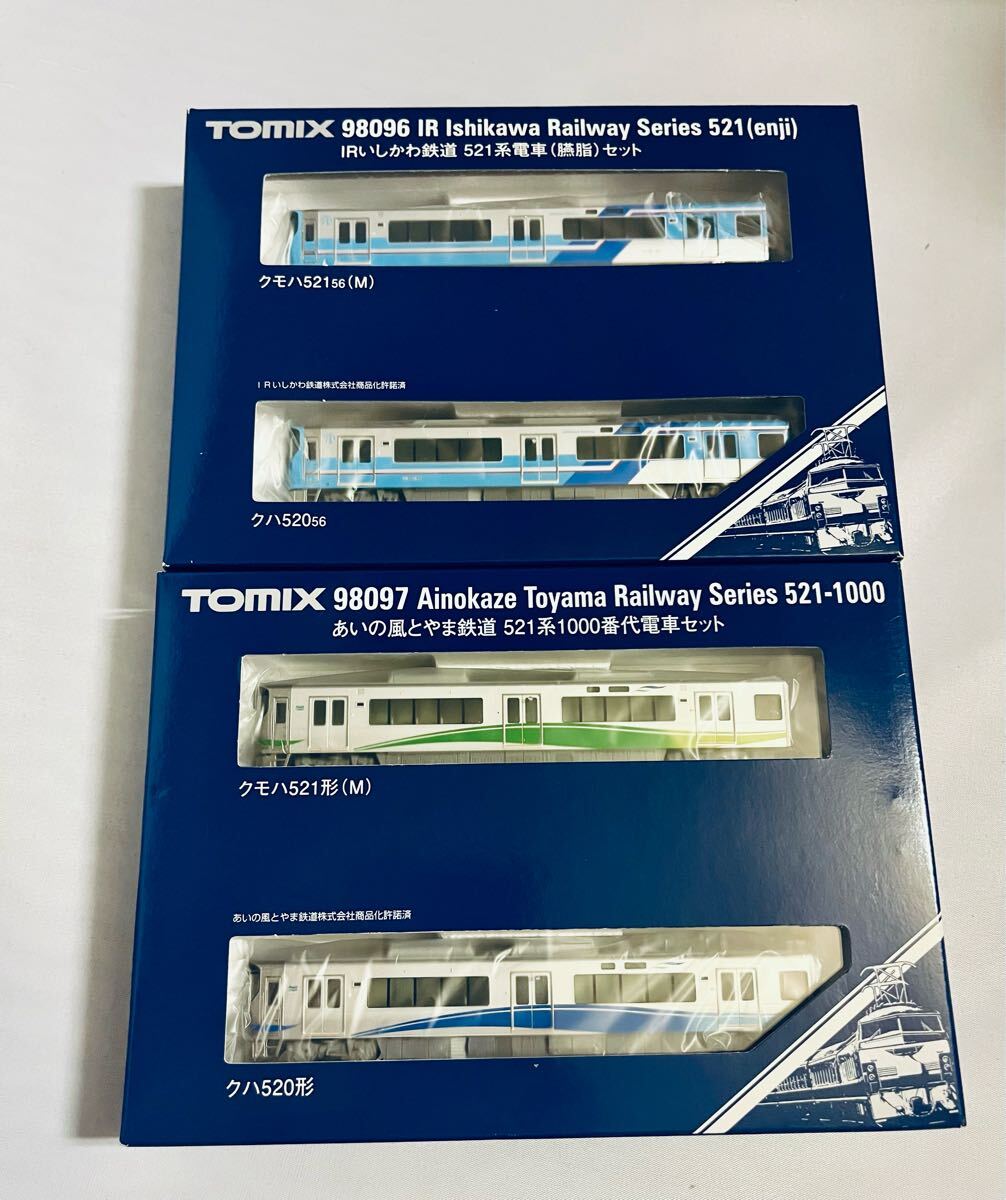 TOMIX 98096 IR Ishikawa Railway Series 521(enji)
IRいしかわ鉄道 521系電車(臙脂)セット
クモハ52156(M)
IRいしかわ鉄道株式会社商品化許諾済
クハ52056
TOMIX 98097 Ainokaze Toyama Railway Series 521-1000
あいの風とやま鉄道 521系1000番代電車セット
クモハ521形(M)
あいの風とやま鉄道株式会社商品化許諾済
クハ520形